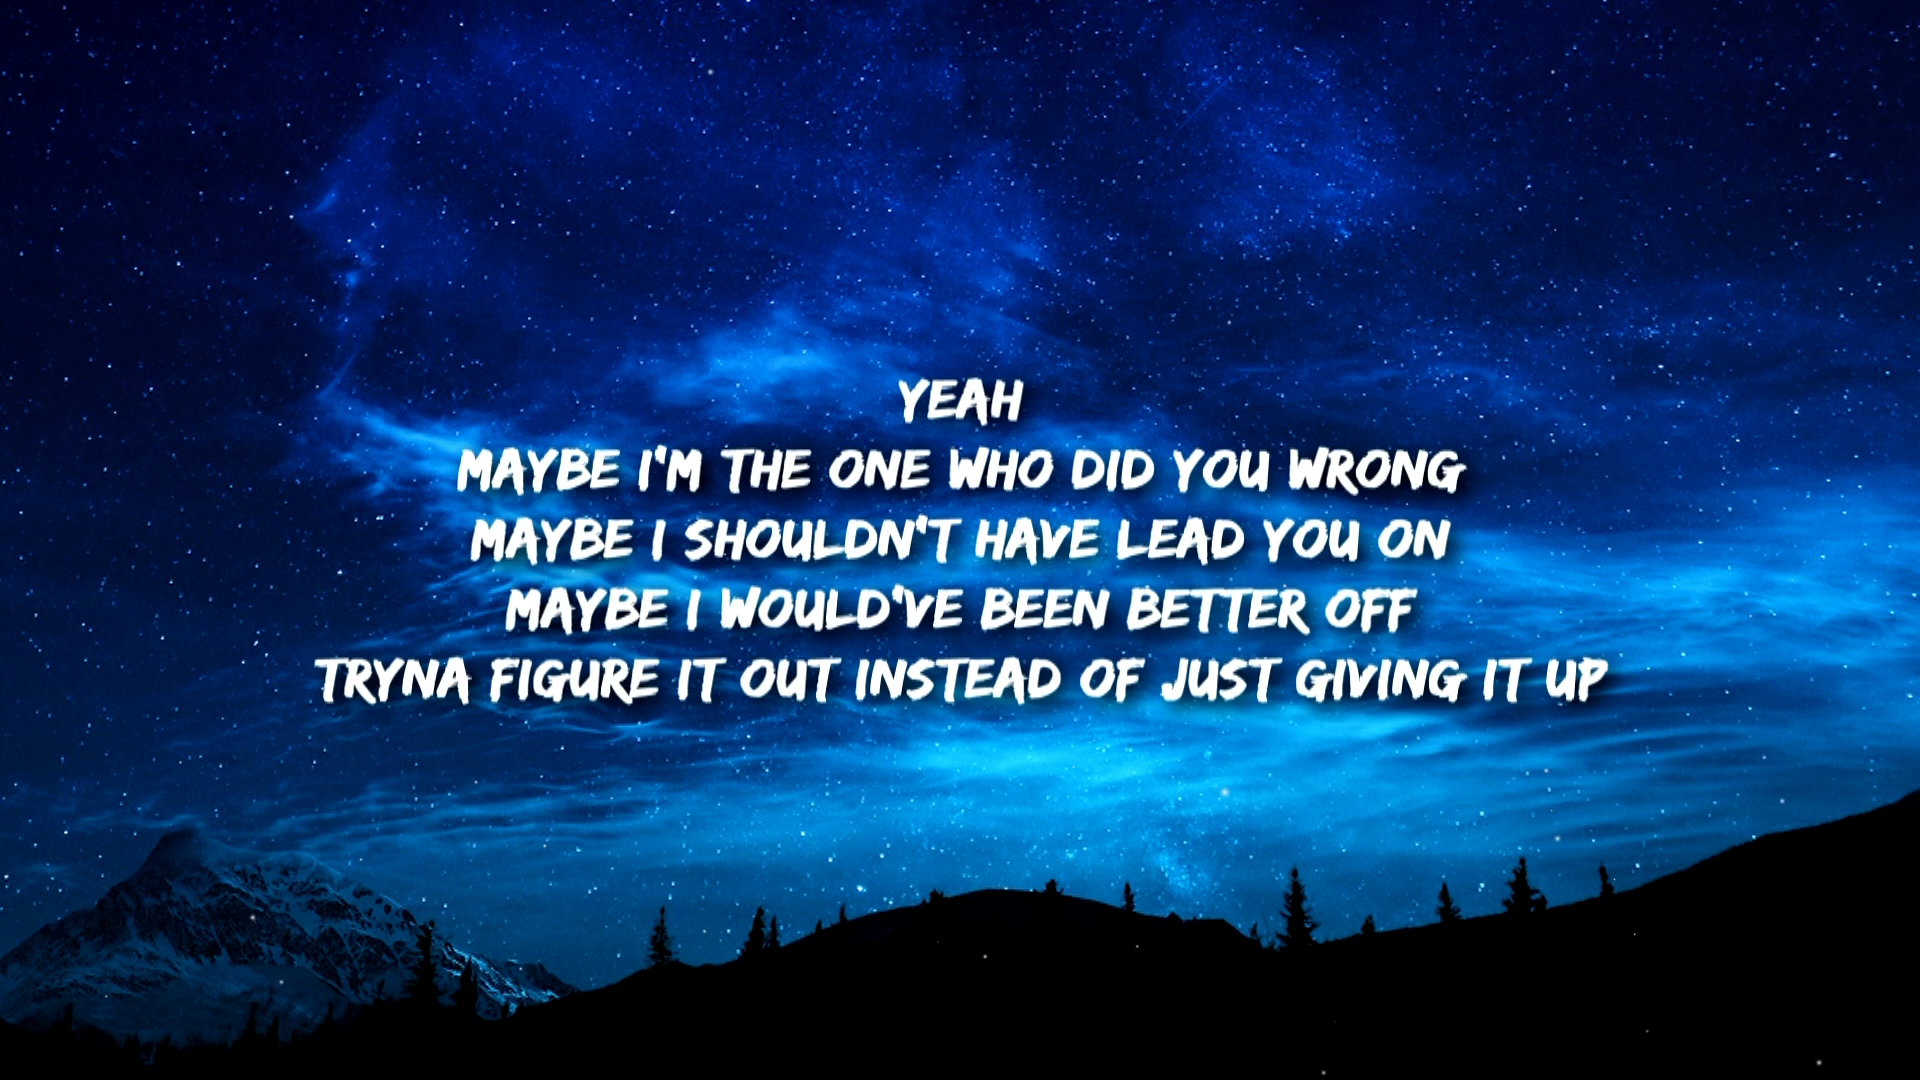 YEAH
MAYBE I'M THE ONE WHO DID YOU WRONG
MAYBE I SHOULDN'T HAVE LEAD YOU ON
MAYBE I WOULD'VE BEEN BETTER OFF
TRYNA FIGURE IT OUT INSTEAD OF JUST GIVING IT UP